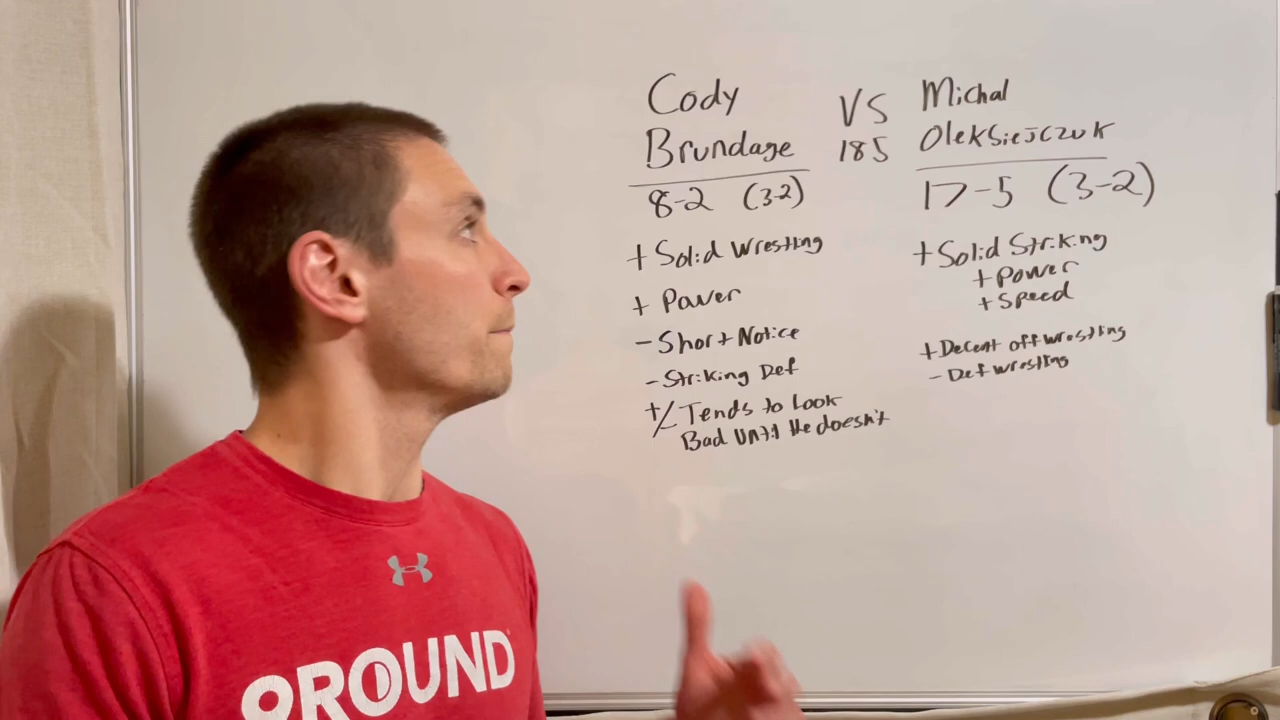 Cody
Brundage
8-2 (3-2)
+ Solid Wrestling
+ Power
- Short Notice
- Striking Def
+/- Tends to Look
Bad Until He doesn't
VS
185
Michal
Oleksiejczuk
17-5 (3-2)
+ Solid Striking
+ Power
+ Speed
+ Decent off wrestling
- Def wrestling
9ROUND